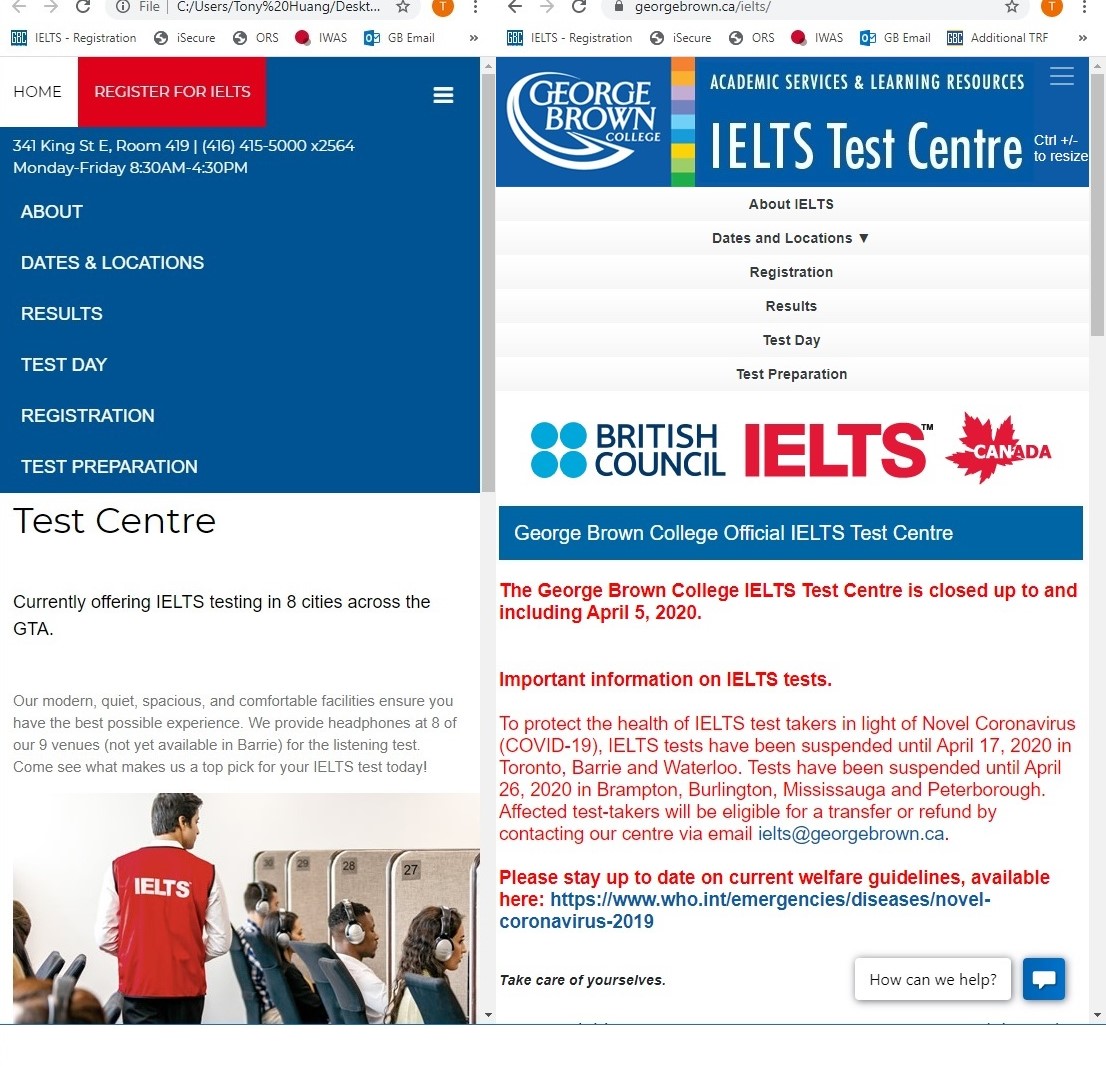 File | C:/Users/Tony%20Huang/Deskt...
T
IELTS - Registration iSecure ORS IWAS GB Email »
HOME REGISTER FOR IELTS
341 King St E, Room 419 | (416) 415-5000 x2564
Monday-Friday 8:30AM-4:30PM
ABOUT
DATES & LOCATIONS
RESULTS
TEST DAY
REGISTRATION
TEST PREPARATION
Test Centre
Currently offering IELTS testing in 8 cities across the
GTA.
Our modern, quiet, spacious, and comfortable facilities ensure you
have the best possible experience. We provide headphones at 8 of
our 9 venues (not yet available in Barrie) for the listening test.
Come see what makes us a top pick for your IELTS test today!
30 29 28 27
IELTS
georgebrown.ca/ielts/
T
GBC IELTS - Registration iSecure ORS IWAS GB Email GBC Additional TRF »
GEORGE
BROWN
COLLEGE
ACADEMIC SERVICES & LEARNING RESOURCES
IELTS Test Centre
Ctrl +/-
to resize
About IELTS
Dates and Locations ▼
Registration
Results
Test Day
Test Preparation
BRITISH
COUNCIL
IELTS™
CANADA
George Brown College Official IELTS Test Centre
The George Brown College IELTS Test Centre is closed up to and
including April 5, 2020.
Important information on IELTS tests.
To protect the health of IELTS test takers in light of Novel Coronavirus
(COVID-19), IELTS tests have been suspended until April 17, 2020 in
Toronto, Barrie and Waterloo. Tests have been suspended until April
26, 2020 in Brampton, Burlington, Mississauga and Peterborough.
Affected test-takers will be eligible for a transfer or refund by
contacting our centre via email ielts@georgebrown.ca.
Please stay up to date on current welfare guidelines, available
here: https://www.who.int/emergencies/diseases/novel-
coronavirus-2019
Take care of yourselves.
How can we help?